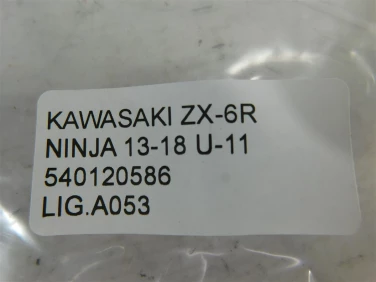 KAWASAKI ZX-6R
NINJA 13-18 U-11
540120586
LIG.A053